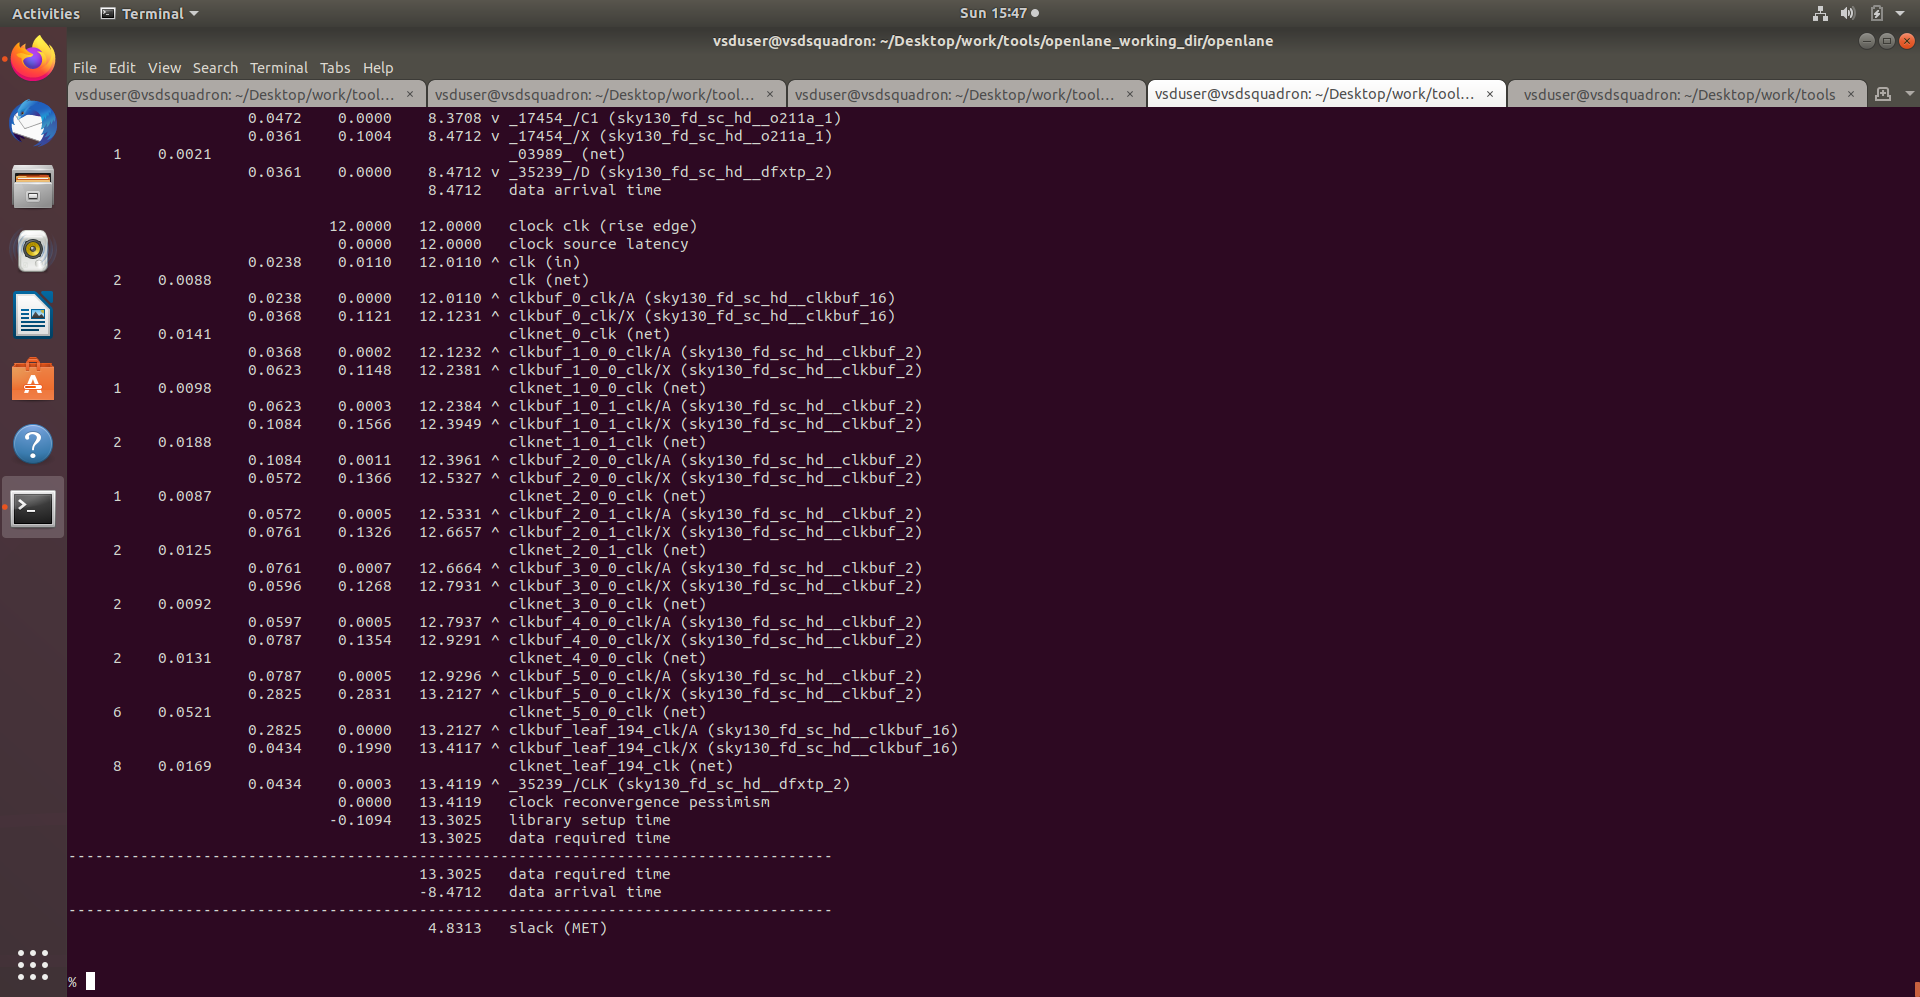 Activities Terminal Sun 15:47
vsduser@vsdsquadron: ~/Desktop/work/tools/openlane_working_dir/openlane
File Edit View Search Terminal Tabs Help
vsduser@vsdsquadron: ~/Desktop/work/tool... × vsduser@vsdsquadron: ~/Desktop/work/tool... × vsduser@vsdsquadron: ~/Desktop/work/tool... × vsduser@vsdsquadron: ~/Desktop/work/tool... × vsduser@vsdsquadron: ~/Desktop/work/tools ×
0.0472 0.0000 8.3708 v _17454_/C1 (sky130_fd_sc_hd__o211a_1)
0.0361 0.1004 8.4712 v _17454_/X (sky130_fd_sc_hd__o211a_1)
1 0.0021 _03989_ (net)
0.0361 0.0000 8.4712 v _35239_/D (sky130_fd_sc_hd__dfxtp_2)
8.4712 data arrival time
12.0000 12.0000 clock clk (rise edge)
0.0000 12.0000 clock source latency
0.0238 0.0110 12.0110 ^ clk (in)
2 0.0088 clk (net)
0.0238 0.0000 12.0110 ^ clkbuf_0_clk/A (sky130_fd_sc_hd__clkbuf_16)
0.0368 0.1121 12.1231 ^ clkbuf_0_clk/X (sky130_fd_sc_hd__clkbuf_16)
2 0.0141 clknet_0_clk (net)
0.0368 0.0002 12.1232 ^ clkbuf_1_0_0_clk/A (sky130_fd_sc_hd__clkbuf_2)
0.0623 0.1148 12.2381 ^ clkbuf_1_0_0_clk/X (sky130_fd_sc_hd__clkbuf_2)
1 0.0098 clknet_1_0_0_clk (net)
0.0623 0.0003 12.2384 ^ clkbuf_1_0_1_clk/A (sky130_fd_sc_hd__clkbuf_2)
0.1084 0.1566 12.3949 ^ clkbuf_1_0_1_clk/X (sky130_fd_sc_hd__clkbuf_2)
2 0.0188 clknet_1_0_1_clk (net)
0.1084 0.0011 12.3961 ^ clkbuf_2_0_0_clk/A (sky130_fd_sc_hd__clkbuf_2)
0.0572 0.1366 12.5327 ^ clkbuf_2_0_0_clk/X (sky130_fd_sc_hd__clkbuf_2)
1 0.0087 clknet_2_0_0_clk (net)
0.0572 0.0005 12.5331 ^ clkbuf_2_0_1_clk/A (sky130_fd_sc_hd__clkbuf_2)
0.0761 0.1326 12.6657 ^ clkbuf_2_0_1_clk/X (sky130_fd_sc_hd__clkbuf_2)
2 0.0125 clknet_2_0_1_clk (net)
0.0761 0.0007 12.6664 ^ clkbuf_3_0_0_clk/A (sky130_fd_sc_hd__clkbuf_2)
0.0596 0.1268 12.7931 ^ clkbuf_3_0_0_clk/X (sky130_fd_sc_hd__clkbuf_2)
2 0.0092 clknet_3_0_0_clk (net)
0.0597 0.0005 12.7937 ^ clkbuf_4_0_0_clk/A (sky130_fd_sc_hd__clkbuf_2)
0.0787 0.1354 12.9291 ^ clkbuf_4_0_0_clk/X (sky130_fd_sc_hd__clkbuf_2)
2 0.0131 clknet_4_0_0_clk (net)
0.0787 0.0005 12.9296 ^ clkbuf_5_0_0_clk/A (sky130_fd_sc_hd__clkbuf_2)
0.2825 0.2831 13.2127 ^ clkbuf_5_0_0_clk/X (sky130_fd_sc_hd__clkbuf_2)
6 0.0521 clknet_5_0_0_clk (net)
0.2825 0.0000 13.2127 ^ clkbuf_leaf_194_clk/A (sky130_fd_sc_hd__clkbuf_16)
0.0434 0.1990 13.4117 ^ clkbuf_leaf_194_clk/X (sky130_fd_sc_hd__clkbuf_16)
8 0.0169 clknet_leaf_194_clk (net)
0.0434 0.0003 13.4119 ^ _35239_/CLK (sky130_fd_sc_hd__dfxtp_2)
0.0000 13.4119 clock reconvergence pessimism
-0.1094 13.3025 library setup time
13.3025 data required time
-------------------------------------------------------------------------------------
13.3025 data required time
-8.4712 data arrival time
-------------------------------------------------------------------------------------
4.8313 slack (MET)
%